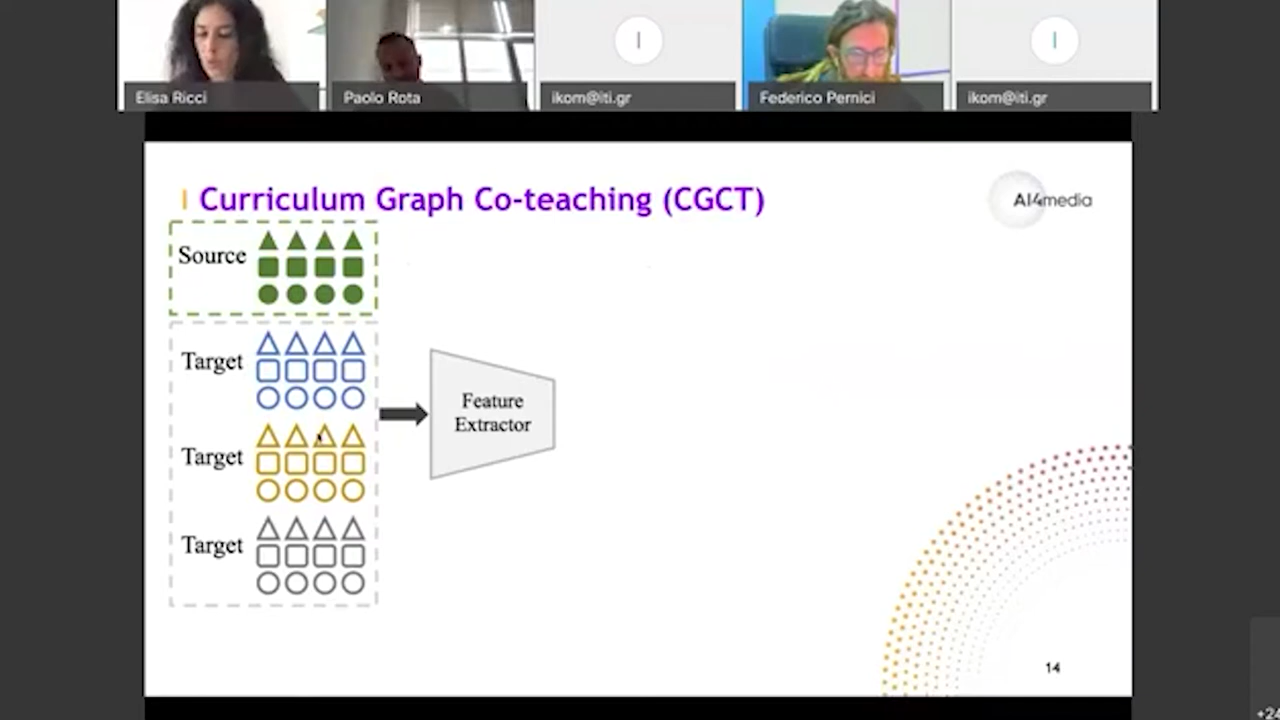 Elisa Ricci
Paolo Rota
I
ikom@iti.gr
Federico Pernici
I
ikom@iti.gr
Curriculum Graph Co-teaching (CGCT)
AI4media
Source
Target
Feature
Extractor
Target
Target
14